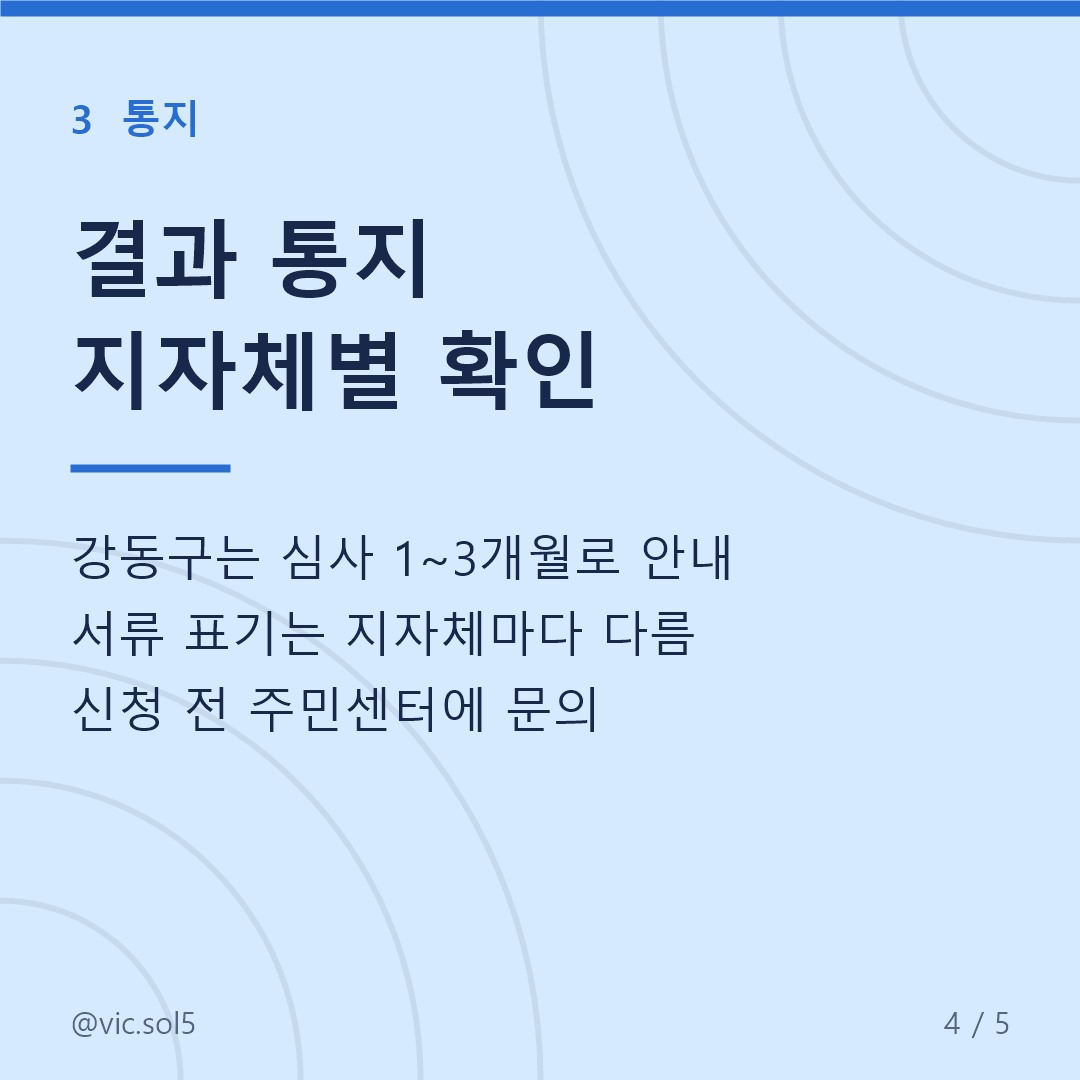 3 통지
결과 통지
지자체별 확인
강동구는 심사 1~3개월로 안내
서류 표기는 지자체마다 다름
신청 전 주민센터에 문의
@vic.sol5
4 / 5